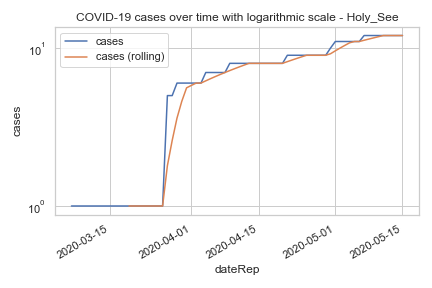 COVID-19 cases over time with logarithmic scale - Holy_See
cases
cases (rolling)
10¹
10⁰
cases
2020-03-15
2020-04-01
2020-04-15
2020-05-01
2020-05-15
dateRep